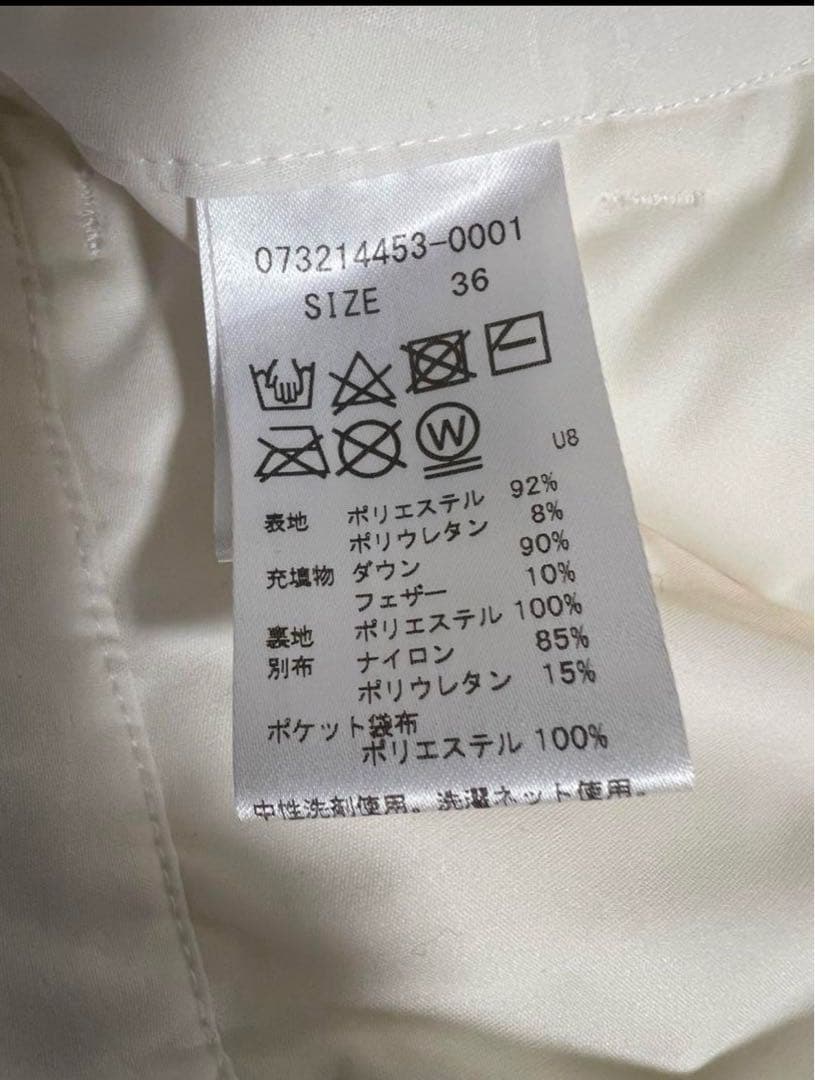 073214453-0001
SIZE 36
W
U8
表地 ポリエステル 92%
ポリウレタン 8%
充填物 ダウン 90%
フェザー 10%
裏地 ポリエステル 100%
別布 ナイロン 85%
ポリウレタン 15%
ポケット袋布
ポリエステル 100%
中性洗剤使用。洗濯ネット使用。